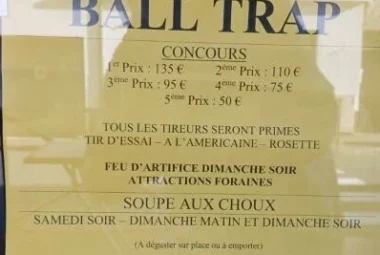 BALL TRAP
CONCOURS
1er Prix : 135 € 2ème Prix : 110 €
3ème Prix : 95 € 4ème Prix : 75 €
5ème Prix : 50 €
TOUS LES TIREURS SERONT PRIMES
TIR D'ESSAI – A L'AMERICAINE – ROSETTE
FEU D'ARTIFICE DIMANCHE SOIR
ATTRACTIONS FORAINES
SOUPE AUX CHOUX
SAMEDI SOIR – DIMANCHE MATIN ET DIMANCHE SOIR
(A déguster sur place ou à emporter)